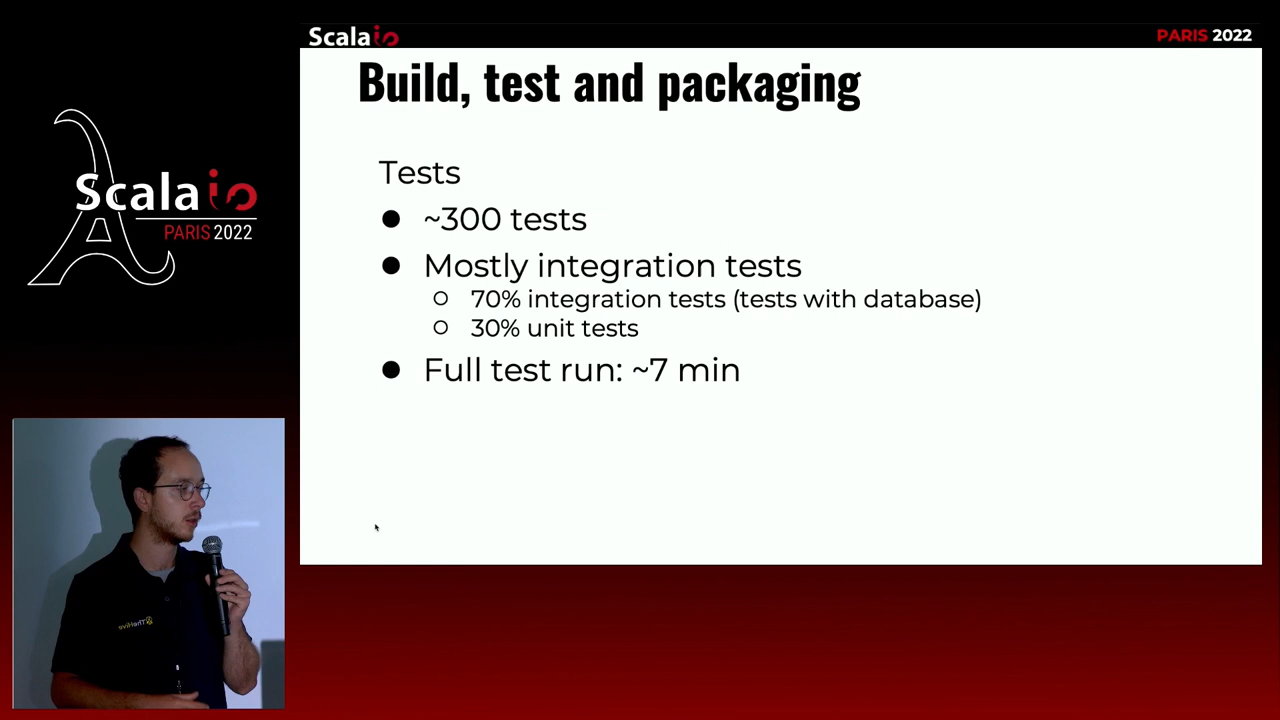 Scalaio
PARIS 2022
Build, test and packaging
Tests
● ~300 tests
● Mostly integration tests
○ 70% integration tests (tests with database)
○ 30% unit tests
● Full test run: ~7 min
Scalaio
PARIS 2022
TheHive